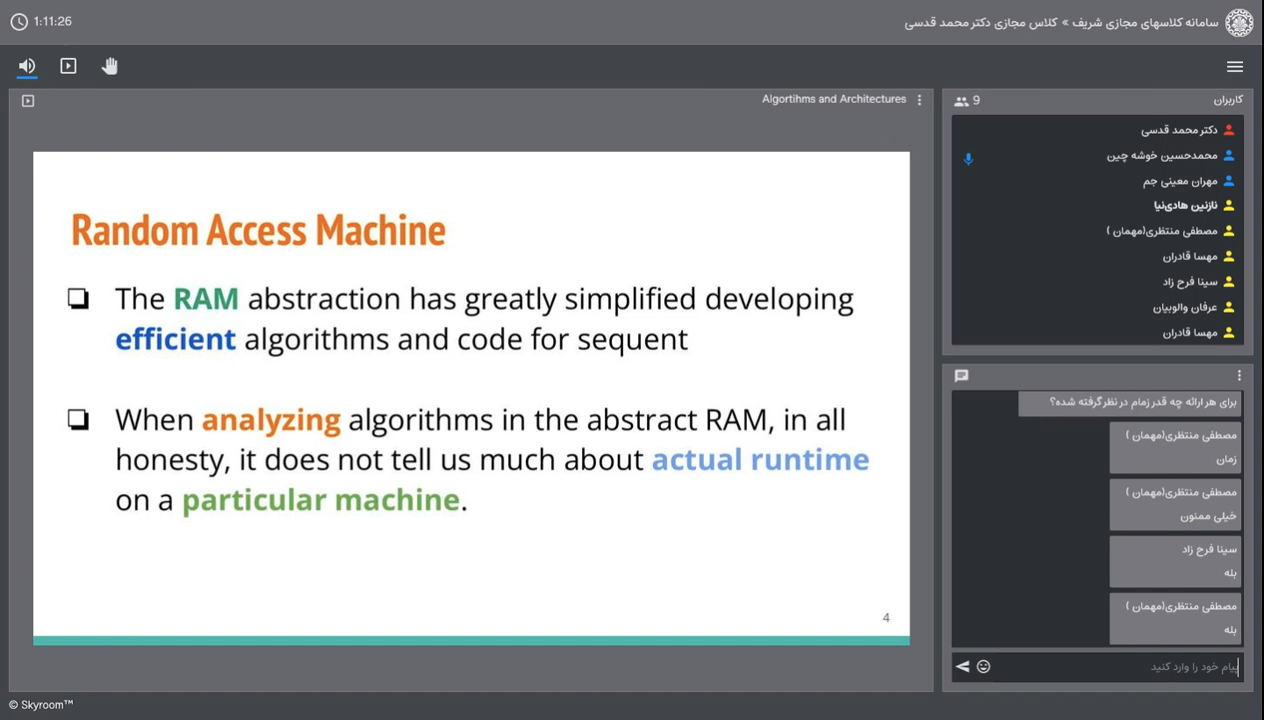 1:11:26
سامانه کلاسهای مجازی شریف » کلاس مجازی دکتر محمد قدسی
Algortihms and Architectures
Random Access Machine
❏ The RAM abstraction has greatly simplified developing
efficient algorithms and code for sequent
❏ When analyzing algorithms in the abstract RAM, in all
honesty, it does not tell us much about actual runtime
on a particular machine.
4
کاربران
9
دکتر محمد قدسی
محمدحسین خوشه چین
مهران معینی جم
نازنین هادی‌نیا
مصطفی منتظری(مهمان )
مهسا قادران
سینا فرح زاد
عرفان والوبیان
مهسا قادران
برای هر ارائه چه قدر زمام در نظر گرفته شده؟
مصطفی منتظری(مهمان )
زمان
مصطفی منتظری(مهمان )
خیلی ممنون
سینا فرح زاد
بله
مصطفی منتظری(مهمان )
بله
پیام خود را وارد کنید
© Skyroom™